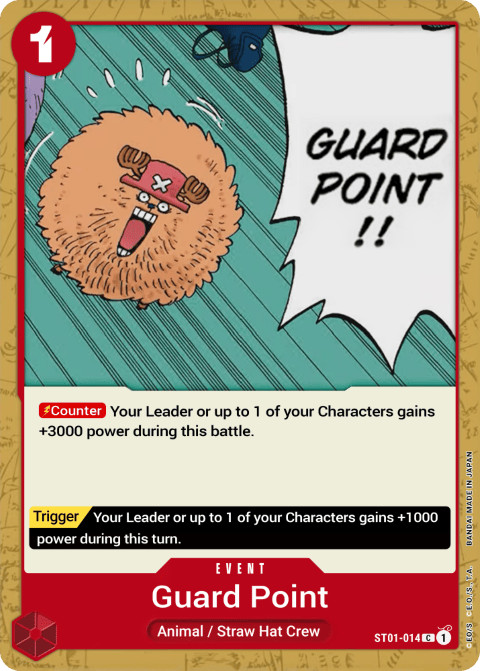 1
GUARD
POINT
!!
Counter Your Leader or up to 1 of your Characters gains
+3000 power during this battle.
Trigger Your Leader or up to 1 of your Characters gains +1000
power during this turn.
EVENT
Guard Point
Animal / Straw Hat Crew
ST01-014 C 1
©E.O./S. ©E.O./S., T.A. BANDAI MADE IN JAPAN